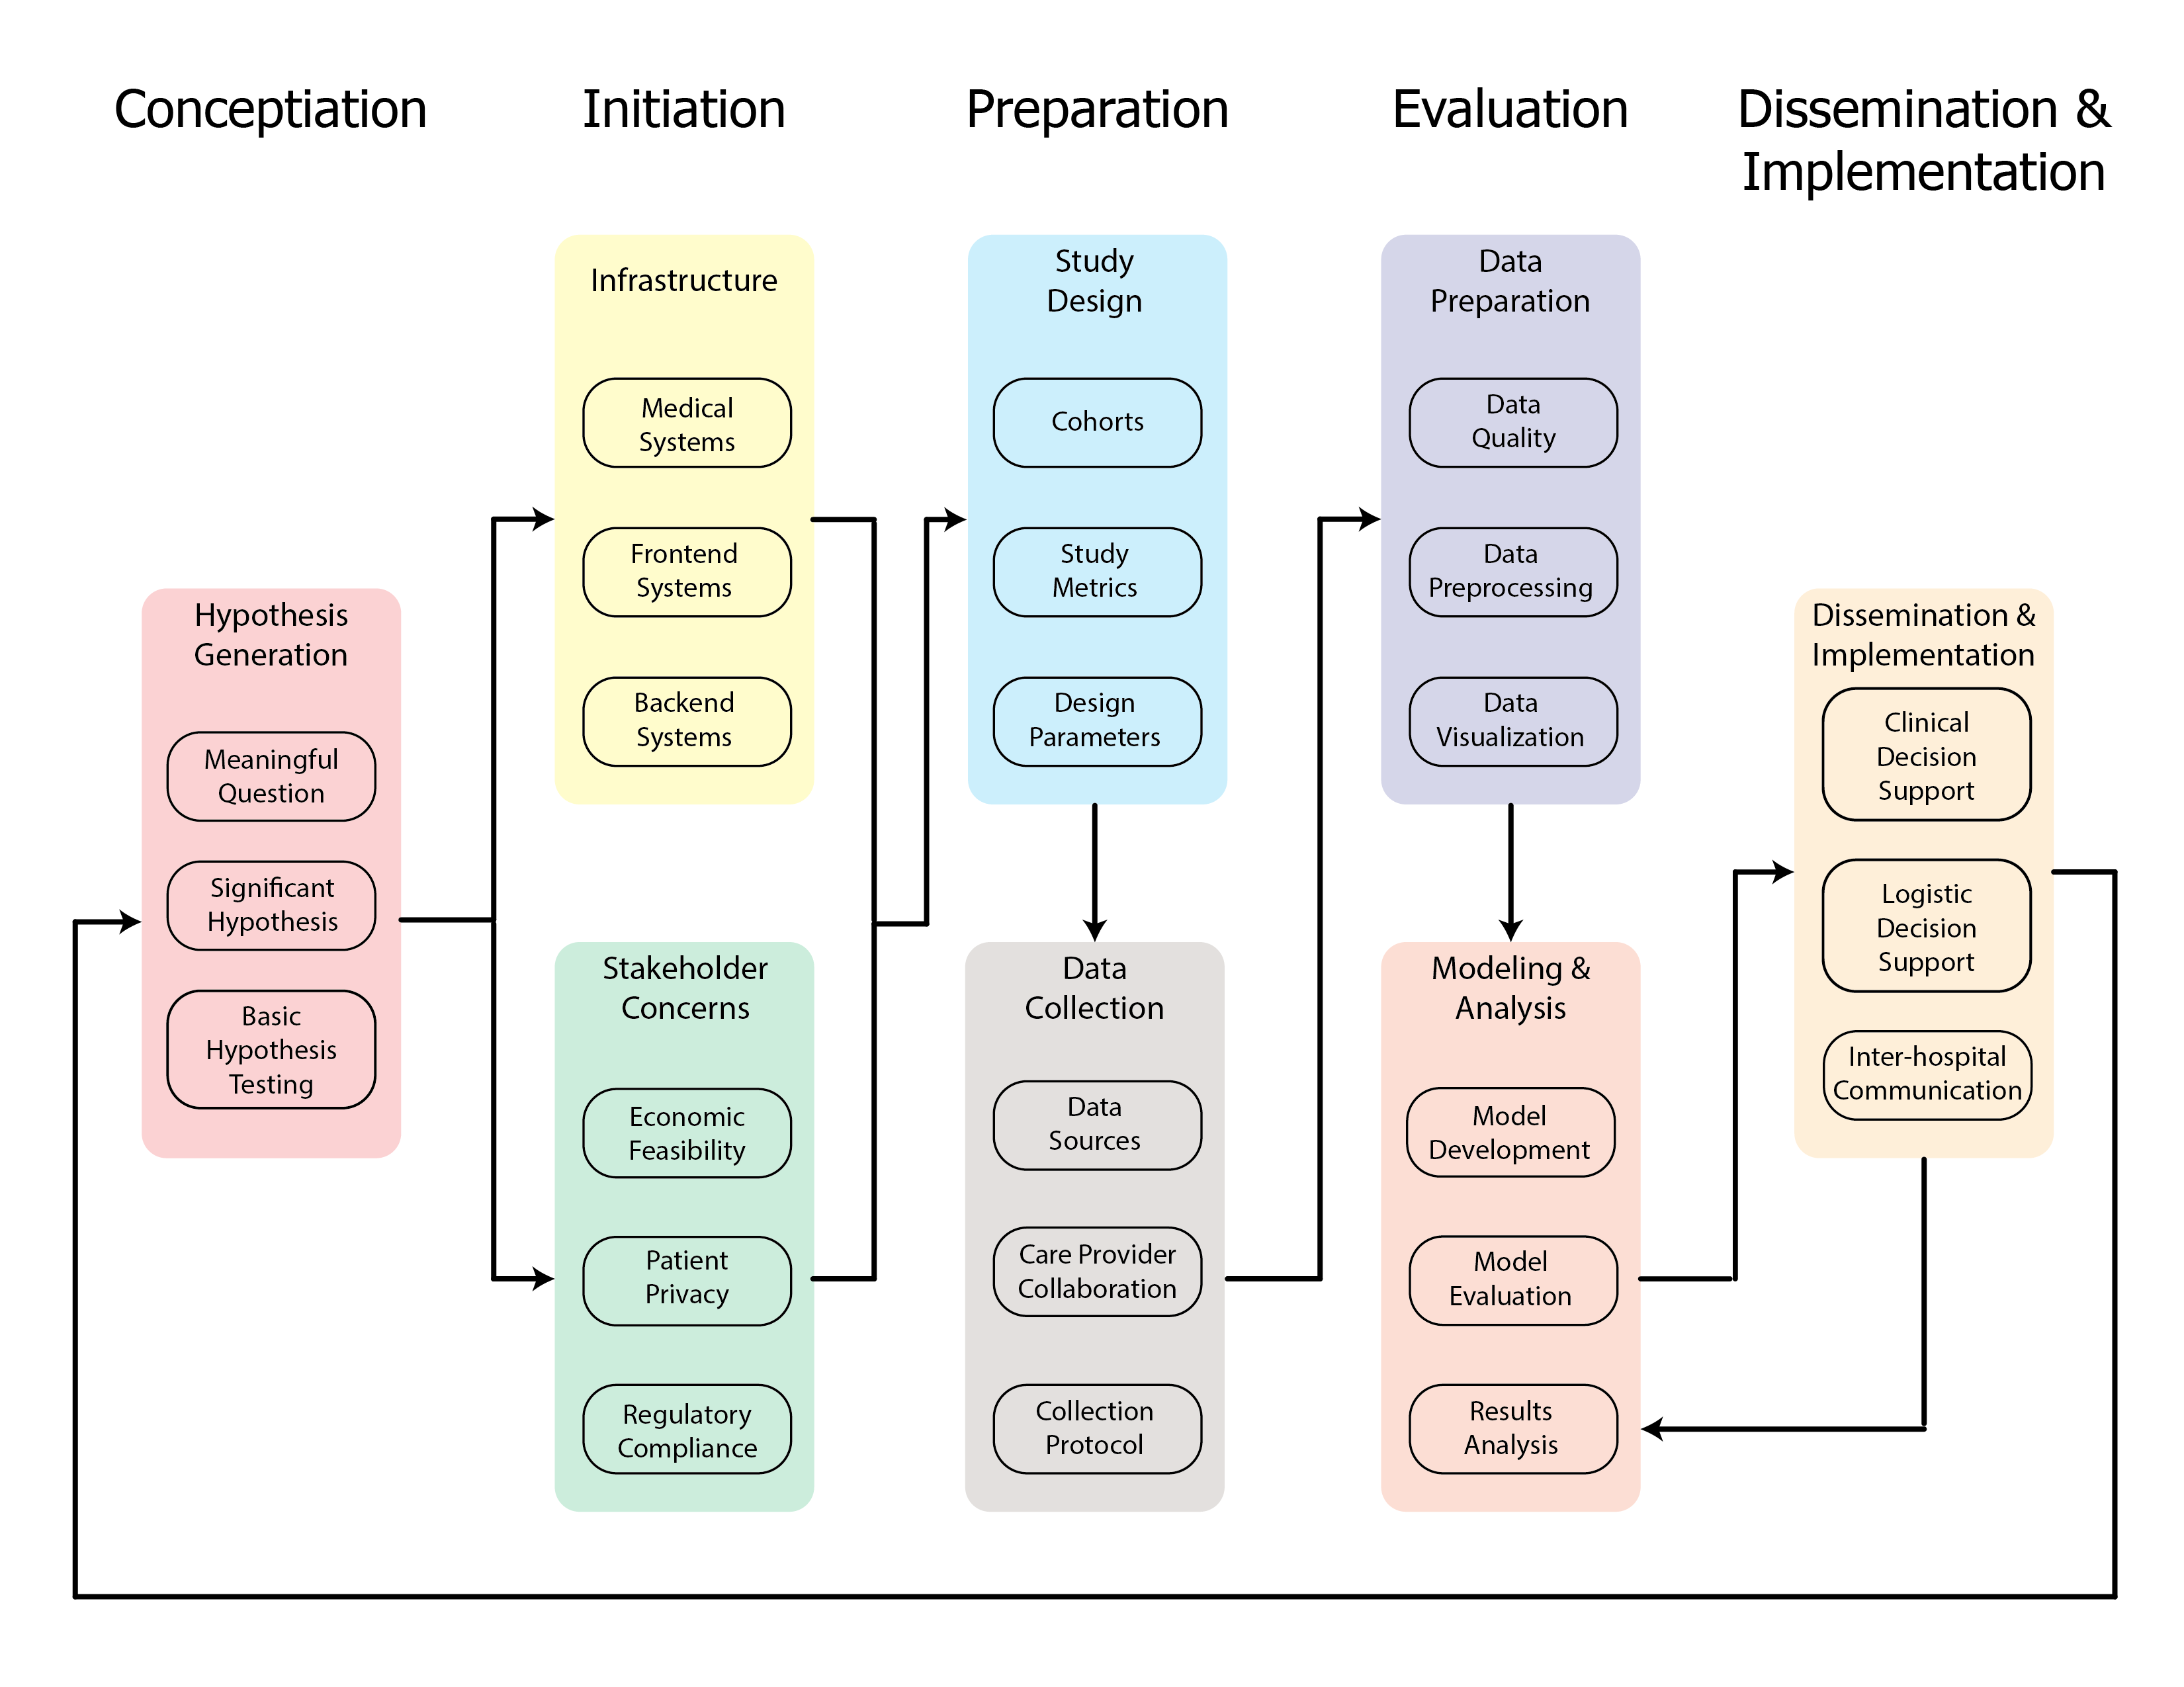 Conceptiation
Initiation
Preparation
Evaluation
Dissemination &
Implementation
Hypothesis
Generation
Meaningful
Question
Significant
Hypothesis
Basic
Hypothesis
Testing
Infrastructure
Medical
Systems
Frontend
Systems
Backend
Systems
Stakeholder
Concerns
Economic
Feasibility
Patient
Privacy
Regulatory
Compliance
Study
Design
Cohorts
Study
Metrics
Design
Parameters
Data
Collection
Data
Sources
Care Provider
Collaboration
Collection
Protocol
Data
Preparation
Data
Quality
Data
Preprocessing
Data
Visualization
Modeling &
Analysis
Model
Development
Model
Evaluation
Results
Analysis
Dissemination &
Implementation
Clinical
Decision
Support
Logistic
Decision
Support
Inter-hospital
Communication